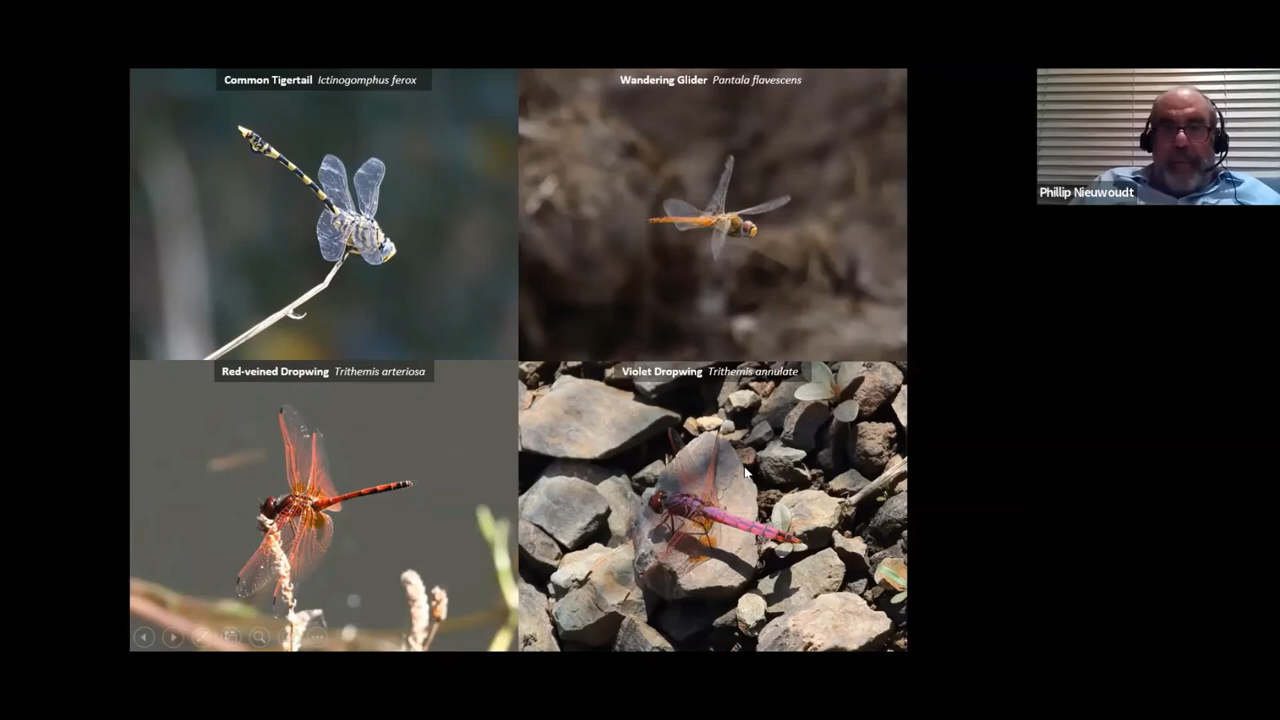 Common Tigertail Ictinogomphus ferox
Wandering Glider Pantala flavescens
Phillip Nieuwoudt
Red-veined Dropwing Trithemis arteriosa
Violet Dropwing Trithemis annulate